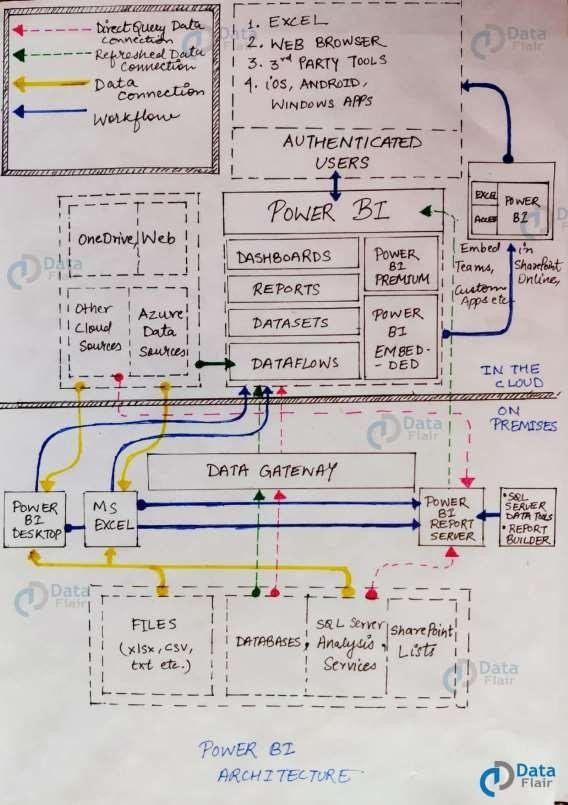 Direct Query Data
connection
Refreshed Data
Connection
Data
Connection
Workflow
1. EXCEL
2. WEB BROWSER
3. 3rd PARTY TOOLS
4. iOS, ANDROID,
WINDOWS APPS
Data
Flair
AUTHENTICATED
USERS
POWER BI
EXCEL
ACCES
POWER
BI
OneDrive
Web
Data
Flair
Other
Cloud
Sources
Azure
Data
Sources
DASHBOARDS
REPORTS
DATASETS
DATAFLOWS
POWER
BI
PREMIUM
POWER
BI
EMBED-
-DED
Embed in
Teams, SharePoint
Custom Online,
Apps etc.
Data
Flair
IN THE
CLOUD
ON
PREMISES
Data
Flair
DATA GATEWAY
POWER
BI
DESKTOP
MS
EXCEL
POWER
BI
REPORT
SERVER
• SQL
SERVER
DATA TOOLS
• REPORT
BUILDER
Data
Flair
FILES
(xlsx, CSV,
txt etc.)
DATABASES,
SQL Server
Analysis
Services
SharePoint
Lists
Data
Flair
POWER BI
ARCHITECTURE
Data
Flair